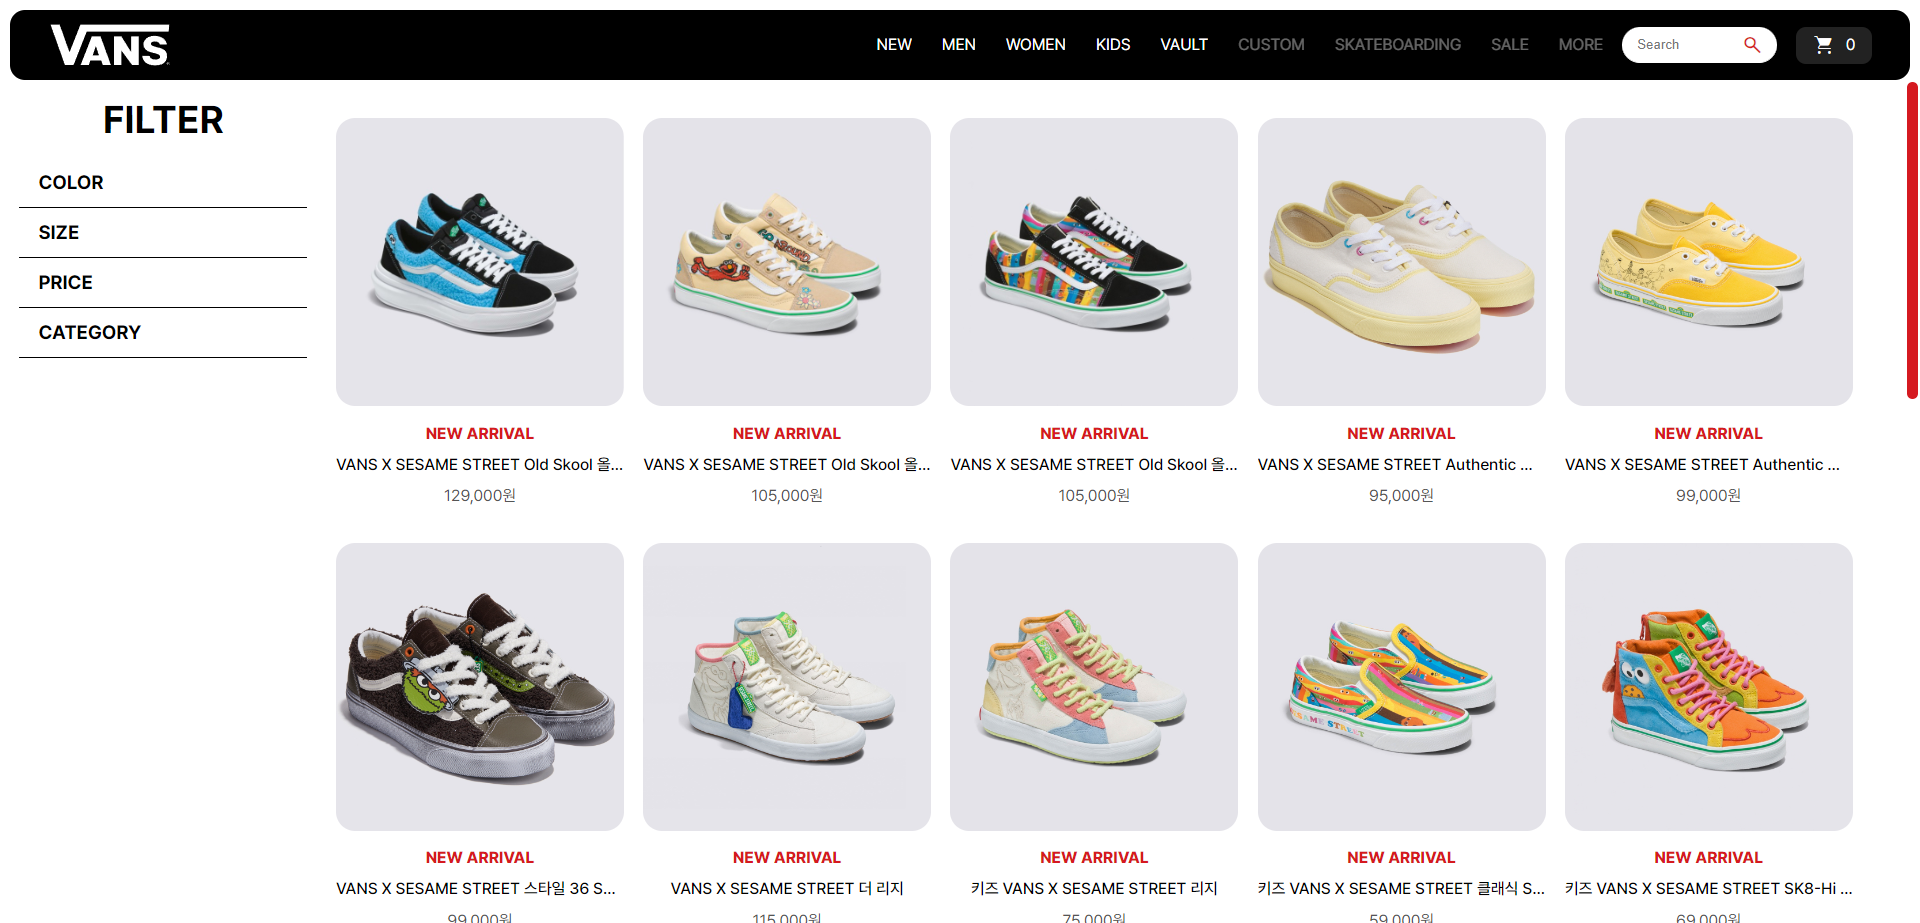 VANS
NEW MEN WOMEN KIDS VAULT CUSTOM SKATEBOARDING SALE MORE Search 0
FILTER
COLOR
SIZE
PRICE
CATEGORY
NEW ARRIVAL
VANS X SESAME STREET Old Skool 올...
129,000원
NEW ARRIVAL
VANS X SESAME STREET Old Skool 올...
105,000원
NEW ARRIVAL
VANS X SESAME STREET Old Skool 올...
105,000원
NEW ARRIVAL
VANS X SESAME STREET Authentic ...
95,000원
NEW ARRIVAL
VANS X SESAME STREET Authentic ...
99,000원
SESAME STREET
NEW ARRIVAL
VANS X SESAME STREET 스타일 36 S...
99,000원
NEW ARRIVAL
VANS X SESAME STREET 더 리지
115,000원
NEW ARRIVAL
키즈 VANS X SESAME STREET 리지
75,000원
NEW ARRIVAL
키즈 VANS X SESAME STREET 클래식 S...
59,000원
NEW ARRIVAL
키즈 VANS X SESAME STREET SK8-Hi ...
69,000원